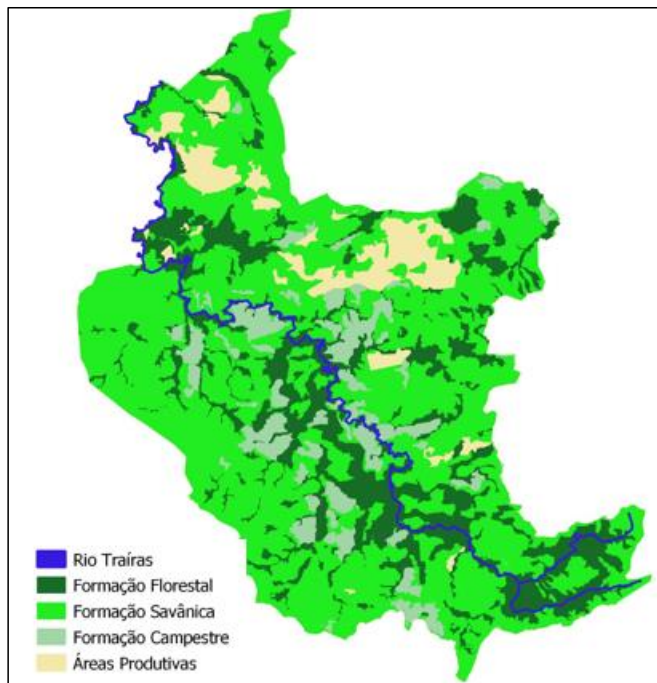 Rio Traíras
Formação Florestal
Formação Savânica
Formação Campestre
Áreas Produtivas